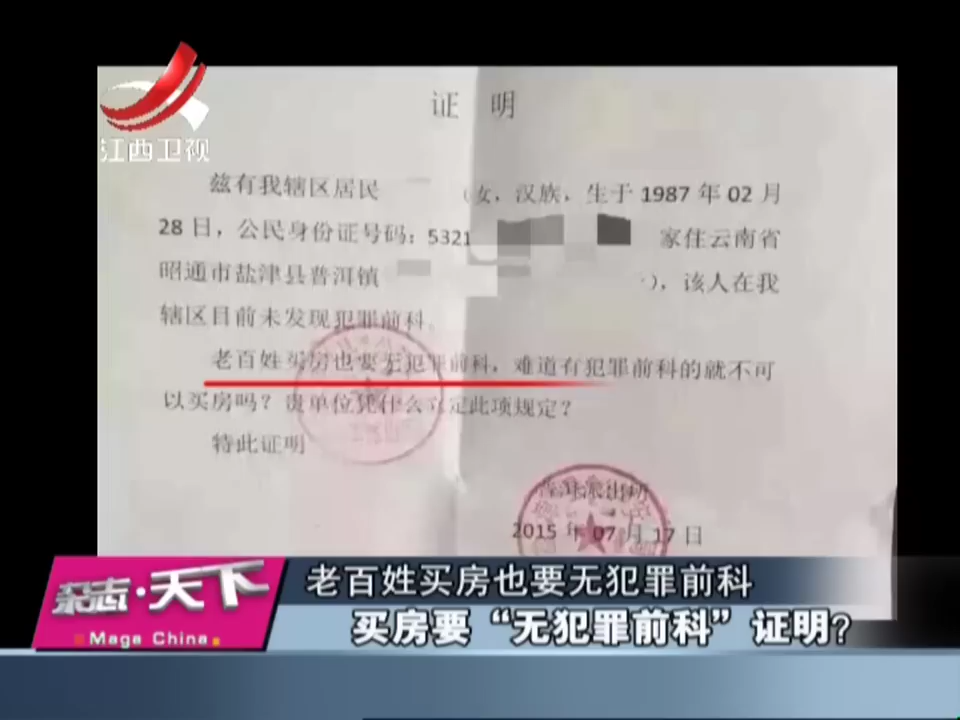 江西卫视
证 明
兹有我辖区居民 （女，汉族，生于1987年02月
28日，公民身份证号码：5321 家住云南省
昭通市盐津县普洱镇 ），该人在我
辖区目前未发现犯罪前科。
老百姓买房也要无犯罪前科，难道有犯罪前科的就不可
以买房吗？贵单位凭什么立定此项规定？
特此证明
2015年07月17日
杂志·天下
Maga China
老百姓买房也要无犯罪前科
买房要“无犯罪前科”证明?